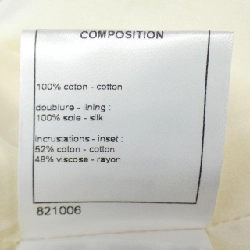 COMPOSITION
100% coton - cotton
doublure - lining :
100% soie - silk
incrustations - inset :
52% coton - cotton
48% viscose - rayon
821006